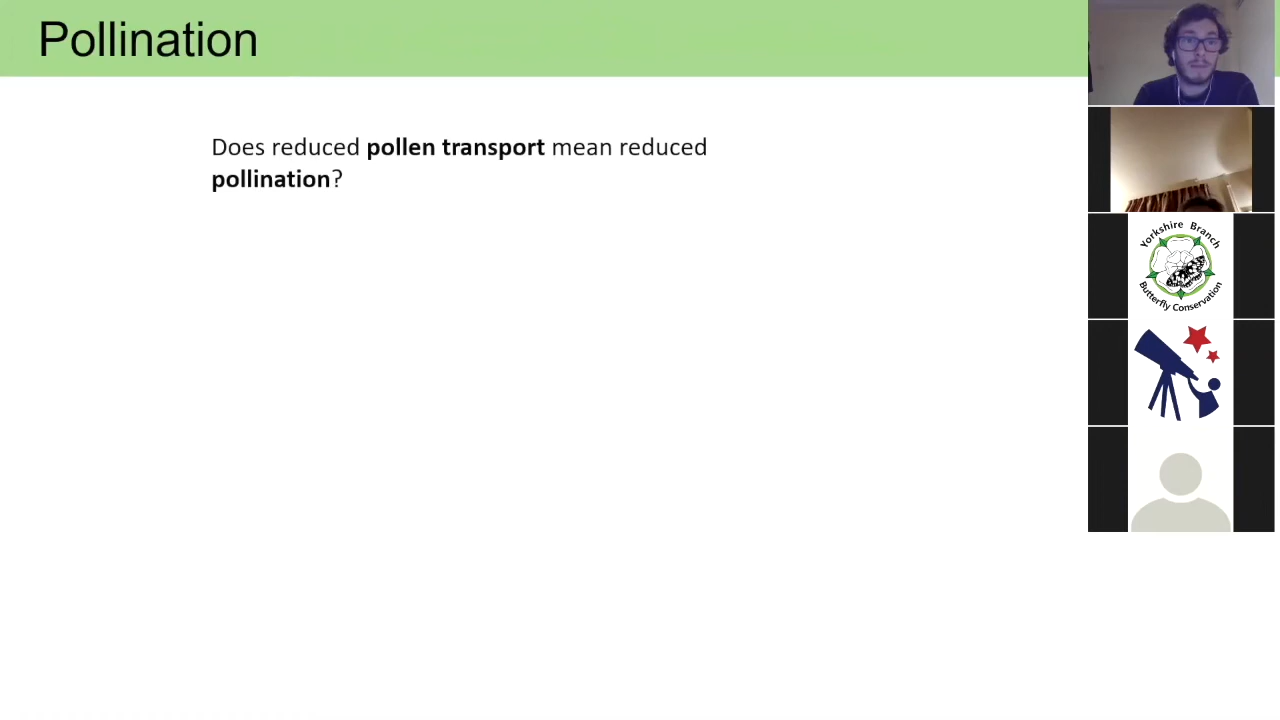 Pollination
Does reduced pollen transport mean reduced
pollination?
Yorkshire Branch
Butterfly Conservation